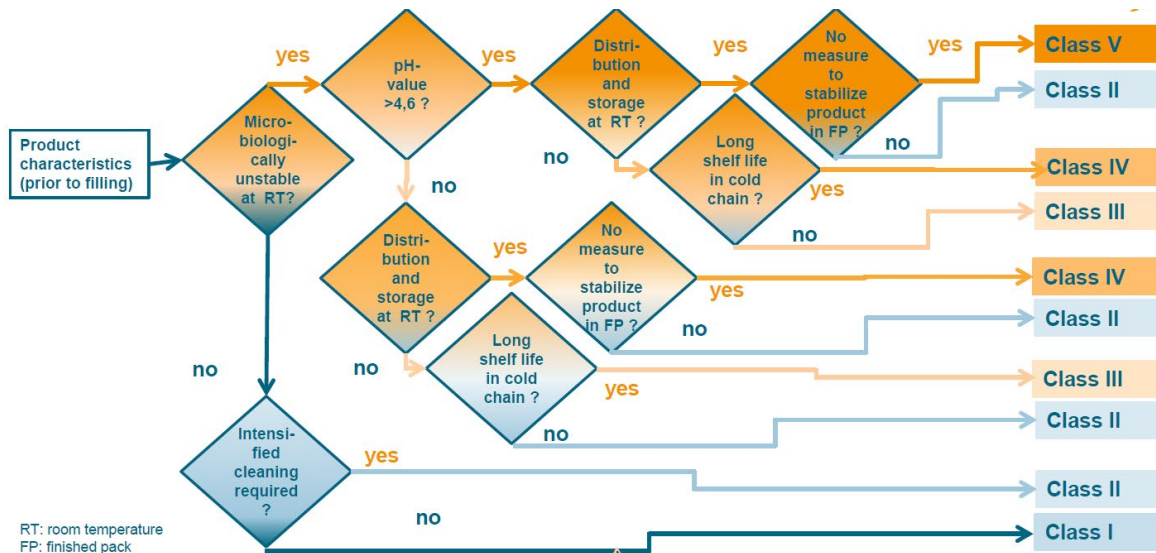 yes
yes
yes
yes
No
measure
to
stabilize
product
in FP ?
Class V
pH-
value
>4,6 ?
Distri-
bution
and
storage
at RT ?
Class II
Product
characteristics
(prior to filling)
Micro-
biologically
unstable
at RT?
no
Long
shelf life
in cold
chain ?
no
yes
Class IV
no
no
Class III
Distri-
bution
and
storage
at RT ?
yes
No
measure
to
stabilize
product
in FP ?
yes
Class IV
no
Class II
no
no
Long
shelf life
in cold
chain ?
yes
Class III
no
Class II
Intensi-
fied
cleaning
required
?
yes
Class II
no
Class I
RT: room temperature
FP: finished pack